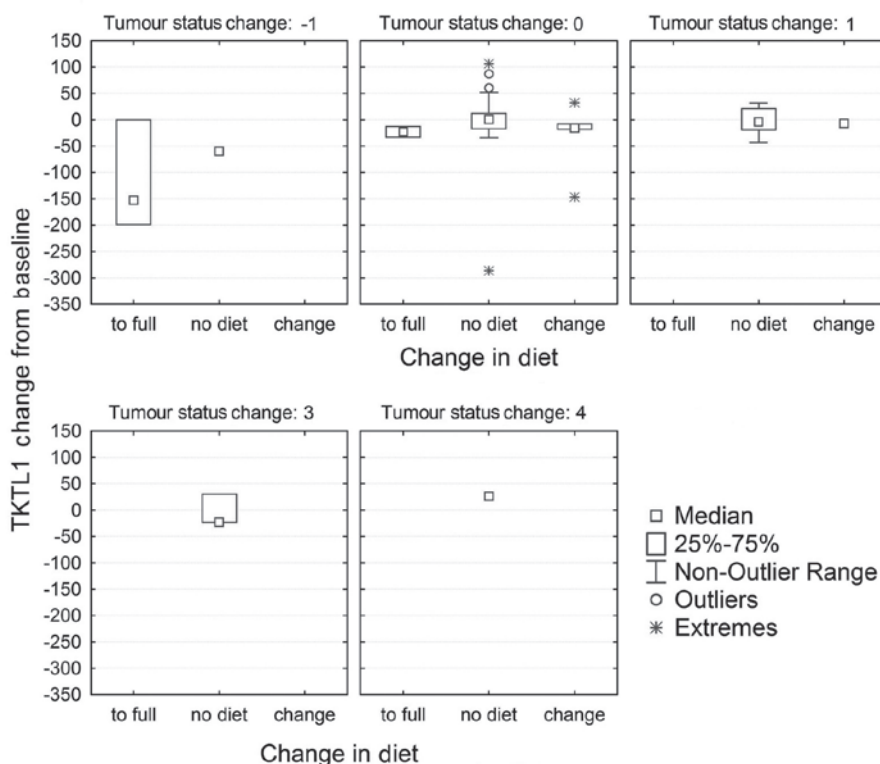 Tumour status change: -1
Tumour status change: 0
Tumour status change: 1
TKTL1 change from baseline
150
100
50
0
-50
-100
-150
-200
-250
-300
-350
to full
no diet
change
to full
no diet
change
to full
no diet
change
Change in diet
Tumour status change: 3
Tumour status change: 4
150
100
50
0
-50
-100
-150
-200
-250
-300
-350
to full
no diet
change
to full
no diet
change
Change in diet
Median
25%-75%
Non-Outlier Range
Outliers
Extremes